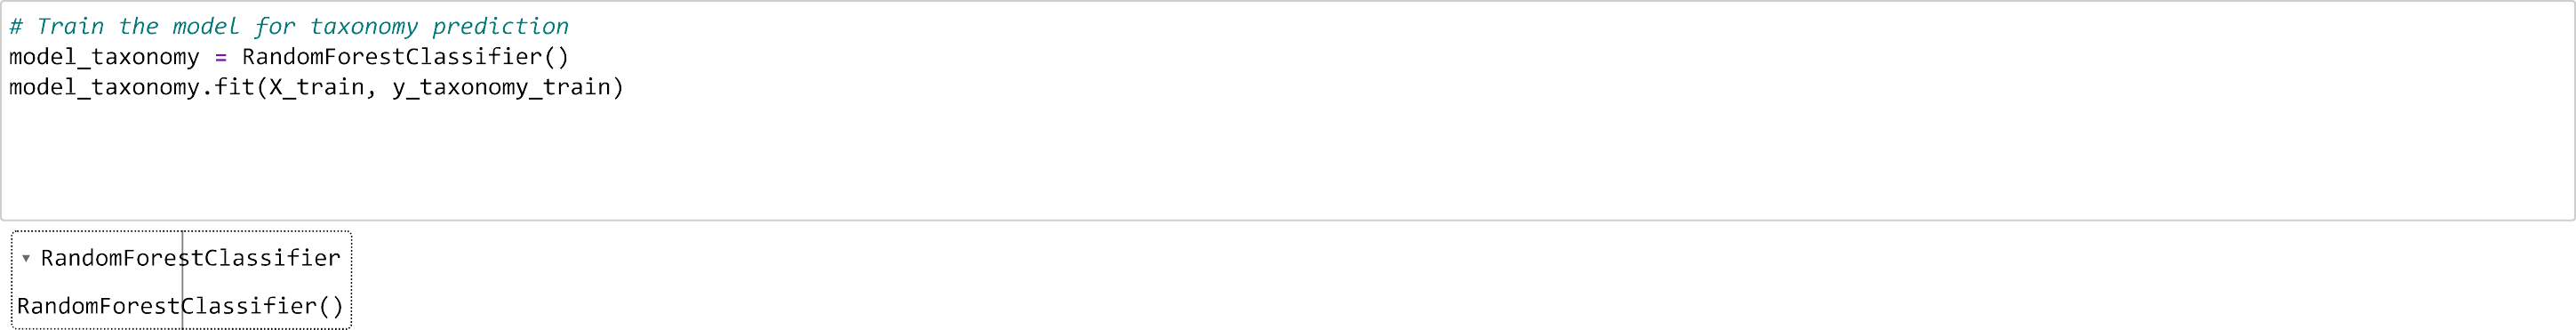 # Train the model for taxonomy prediction
model_taxonomy = RandomForestClassifier()
model_taxonomy.fit(X_train, y_taxonomy_train)
▾ RandomForestClassifier
RandomForestClassifier()